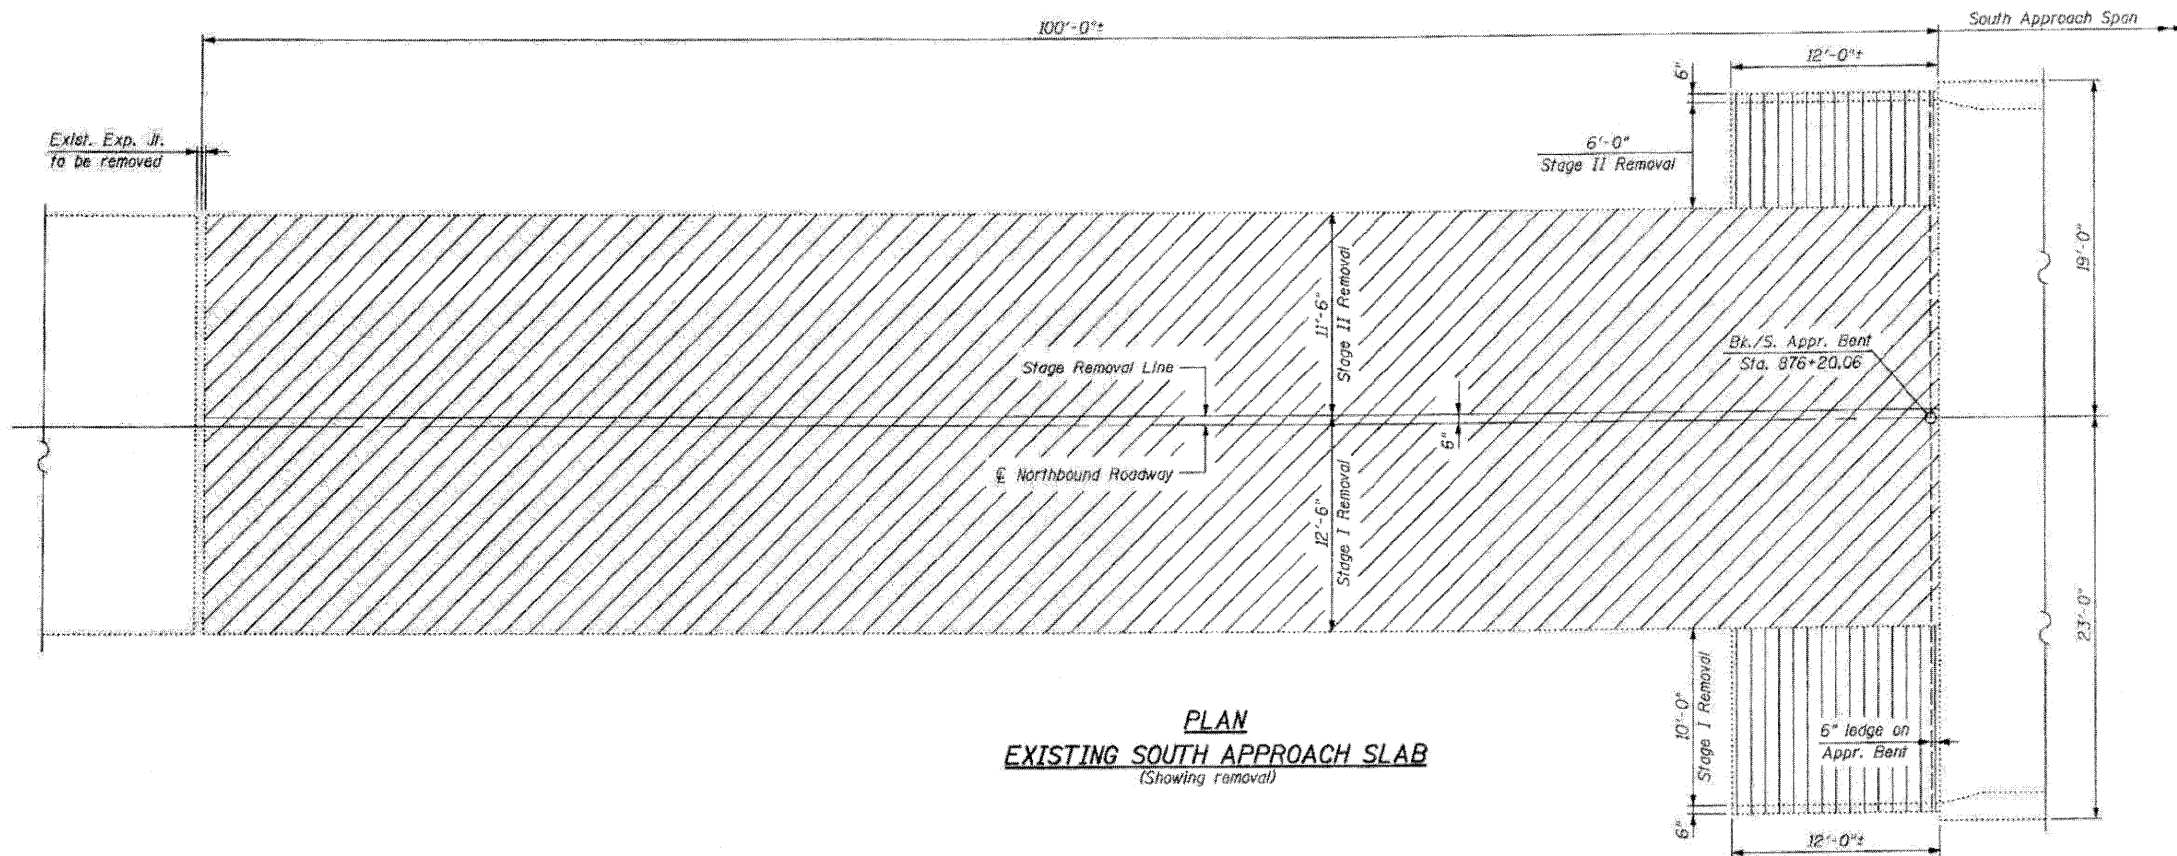 100'-0"±
South Approach Span
12'-0"±
6"
Exist. Exp. Jt.
to be removed
6'-0"
Stage II Removal
19'-0"
11'-6"
Stage II Removal
Bk./S. Appr. Bent
Sta. 876+20.06
Stage Removal Line
6"
℄ Northbound Roadway
12'-6"
Stage I Removal
23'-0"
10'-0"
Stage I Removal
6" ledge on
Appr. Bent
6"
12'-0"±
PLAN
EXISTING SOUTH APPROACH SLAB
(Showing removal)